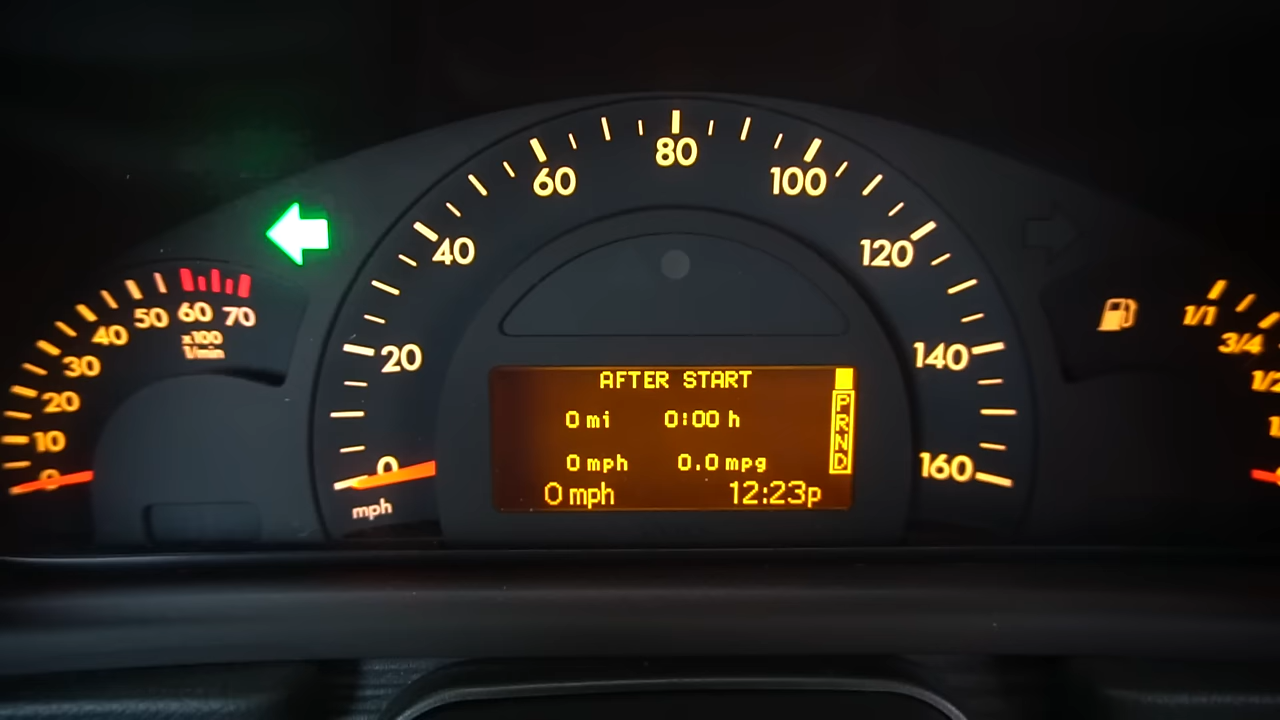 0
10
20
30
40
50
60
70
x100
1/min
0
20
40
60
80
100
120
140
160
mph
AFTER START
0 mi 0:00 h
0 mph 0.0 mpg
0 mph 12:23p
P
R
N
D
1/1
3/4